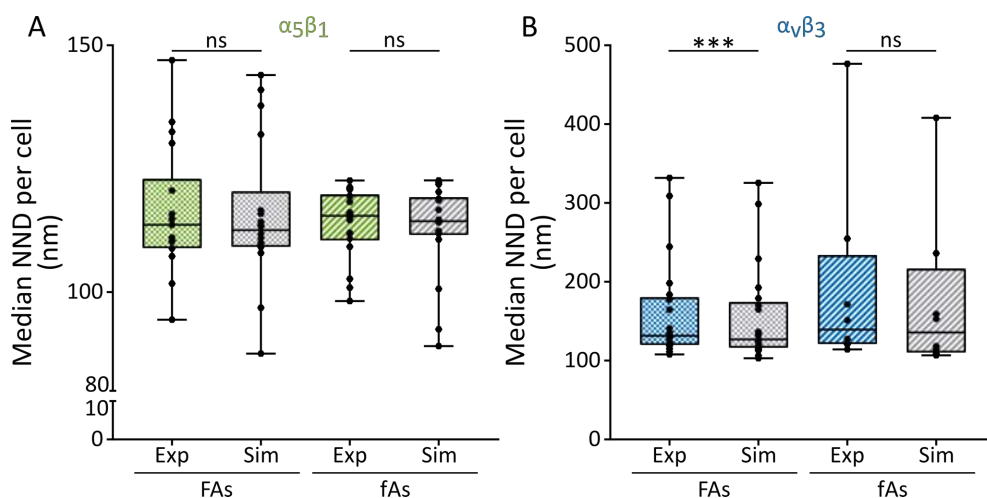 A
α5β1
Median NND per cell
(nm)
150
100
80
10
0
ns
ns
Exp
Sim
Exp
Sim
FAs
fAs
B
αvβ3
Median NND per cell
(nm)
500
400
300
200
100
0
***
ns
Exp
Sim
Exp
Sim
FAs
fAs